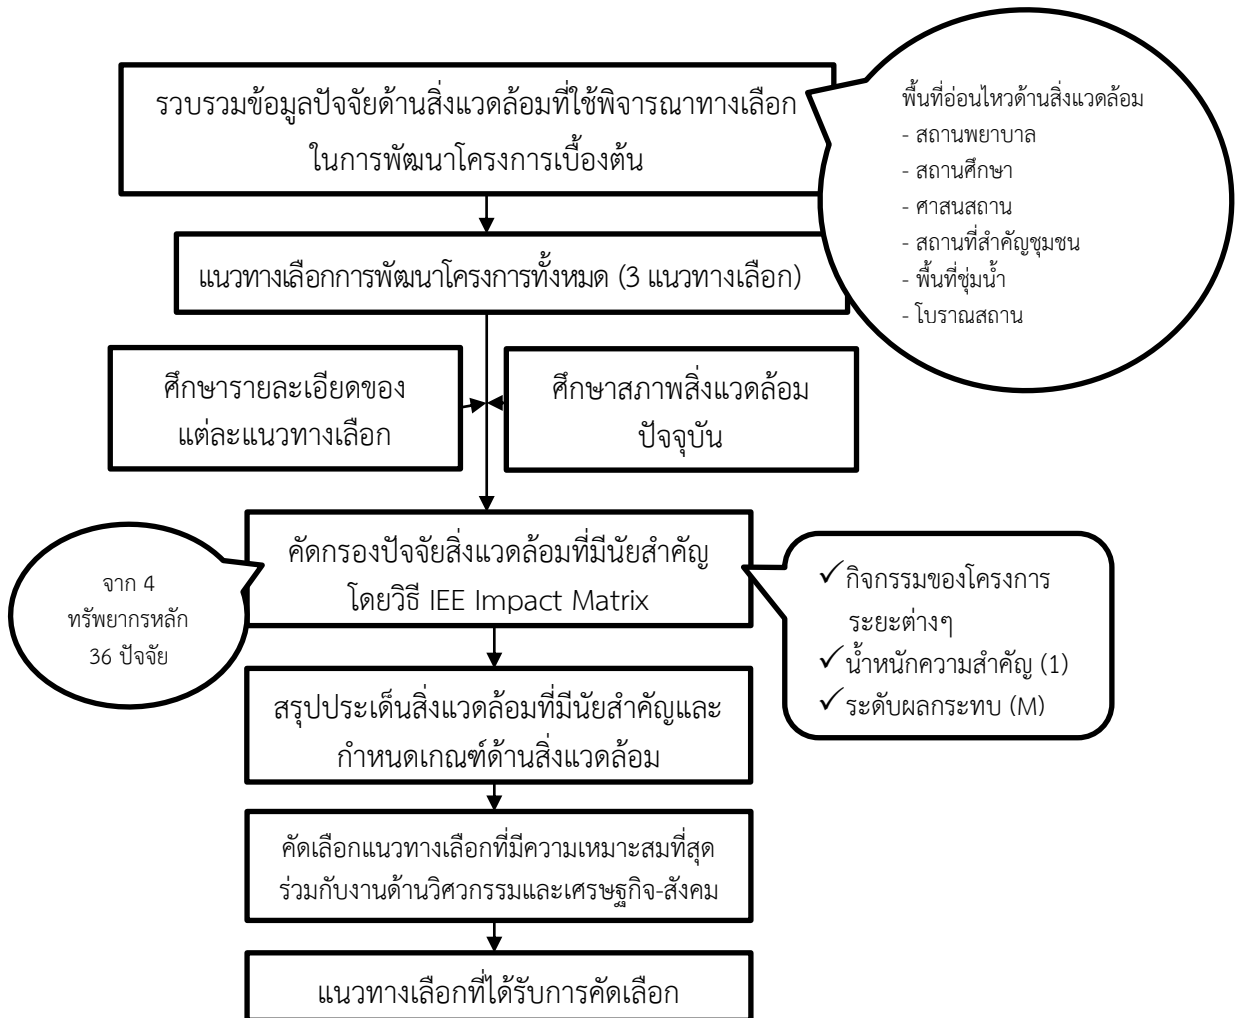 รวบรวมข้อมูลปัจจัยด้านสิ่งแวดล้อมที่ใช้พิจารณาทางเลือก
ในการพัฒนาโครงการเบื้องต้น
พื้นที่อ่อนไหวด้านสิ่งแวดล้อม
- สถานพยาบาล
- สถานศึกษา
- ศาสนสถาน
- สถานที่สำคัญชุมชน
- พื้นที่ชุ่มน้ำ
- โบราณสถาน
แนวทางเลือกการพัฒนาโครงการทั้งหมด (3 แนวทางเลือก)
ศึกษารายละเอียดของ
แต่ละแนวทางเลือก
ศึกษาสภาพสิ่งแวดล้อม
ปัจจุบัน
คัดกรองปัจจัยสิ่งแวดล้อมที่มีนัยสำคัญ
โดยวิธี IEE Impact Matrix
จาก 4
ทรัพยากรหลัก
36 ปัจจัย
✓ กิจกรรมของโครงการ
ระยะต่างๆ
✓ น้ำหนักความสำคัญ (1)
✓ ระดับผลกระทบ (M)
สรุปประเด็นสิ่งแวดล้อมที่มีนัยสำคัญและ
กำหนดเกณฑ์ด้านสิ่งแวดล้อม
คัดเลือกแนวทางเลือกที่มีความเหมาะสมที่สุด
ร่วมกับงานด้านวิศวกรรมและเศรษฐกิจ-สังคม
แนวทางเลือกที่ได้รับการคัดเลือก